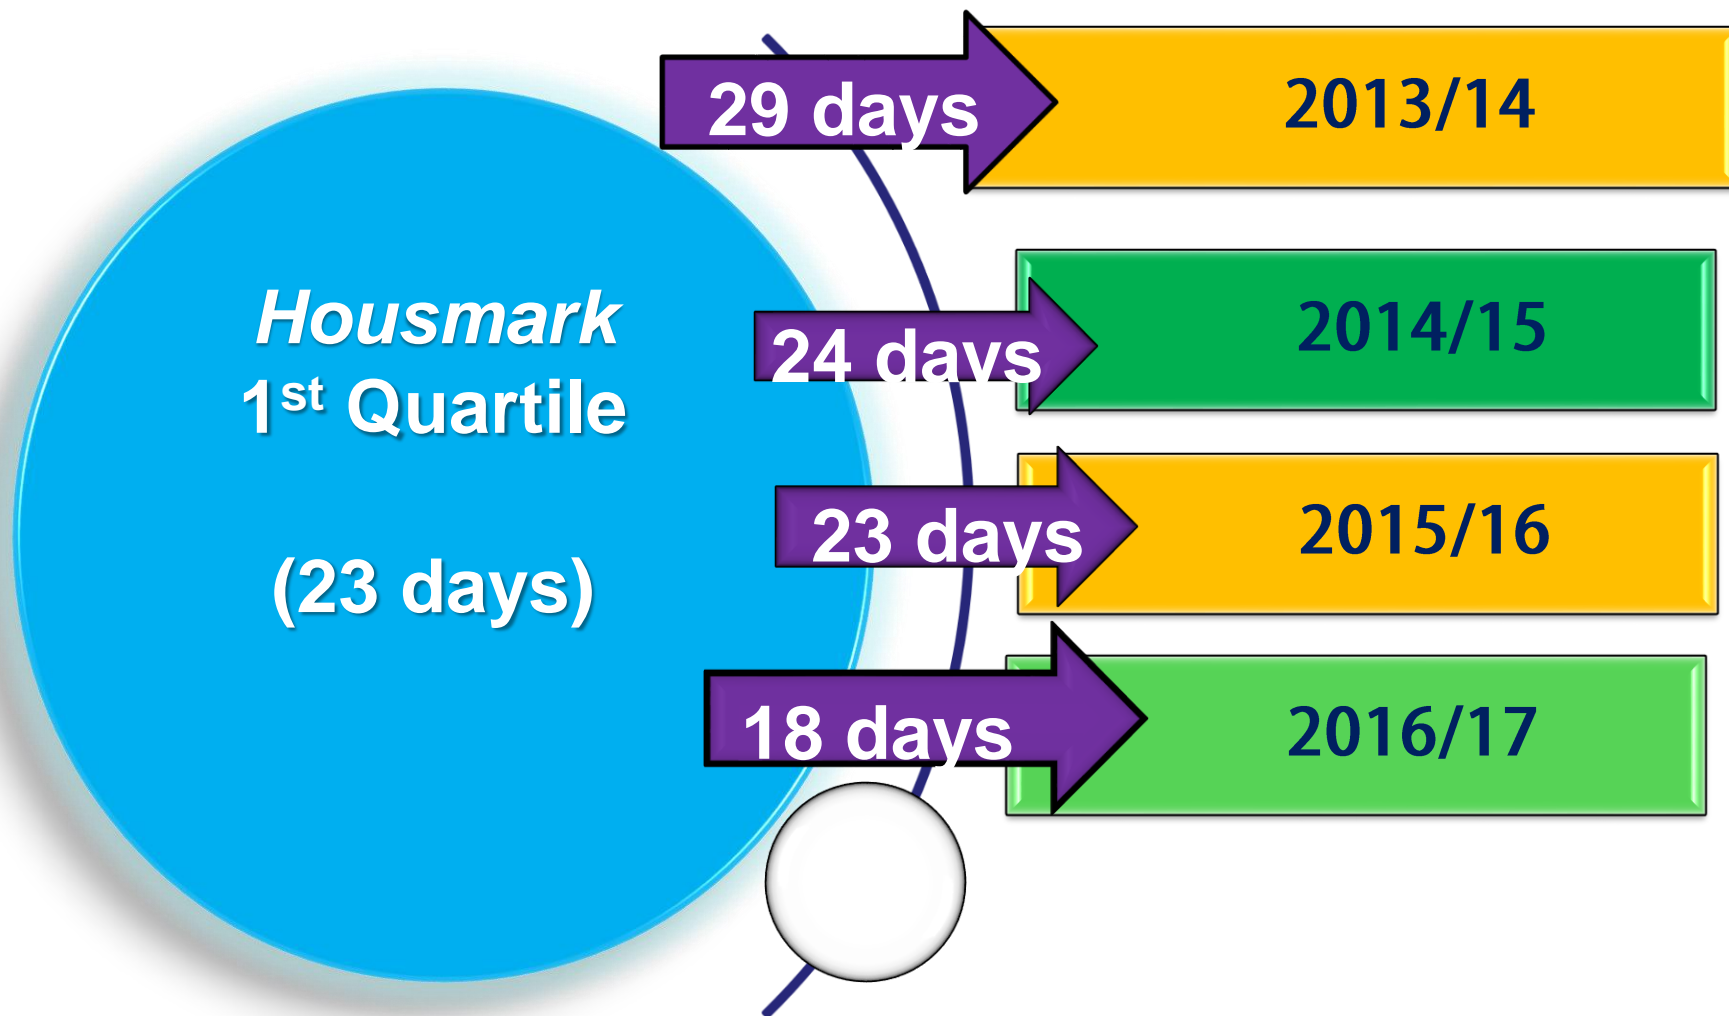 Housmark
1st Quartile
(23 days)
29 days
2013/14
24 days
2014/15
23 days
2015/16
18 days
2016/17